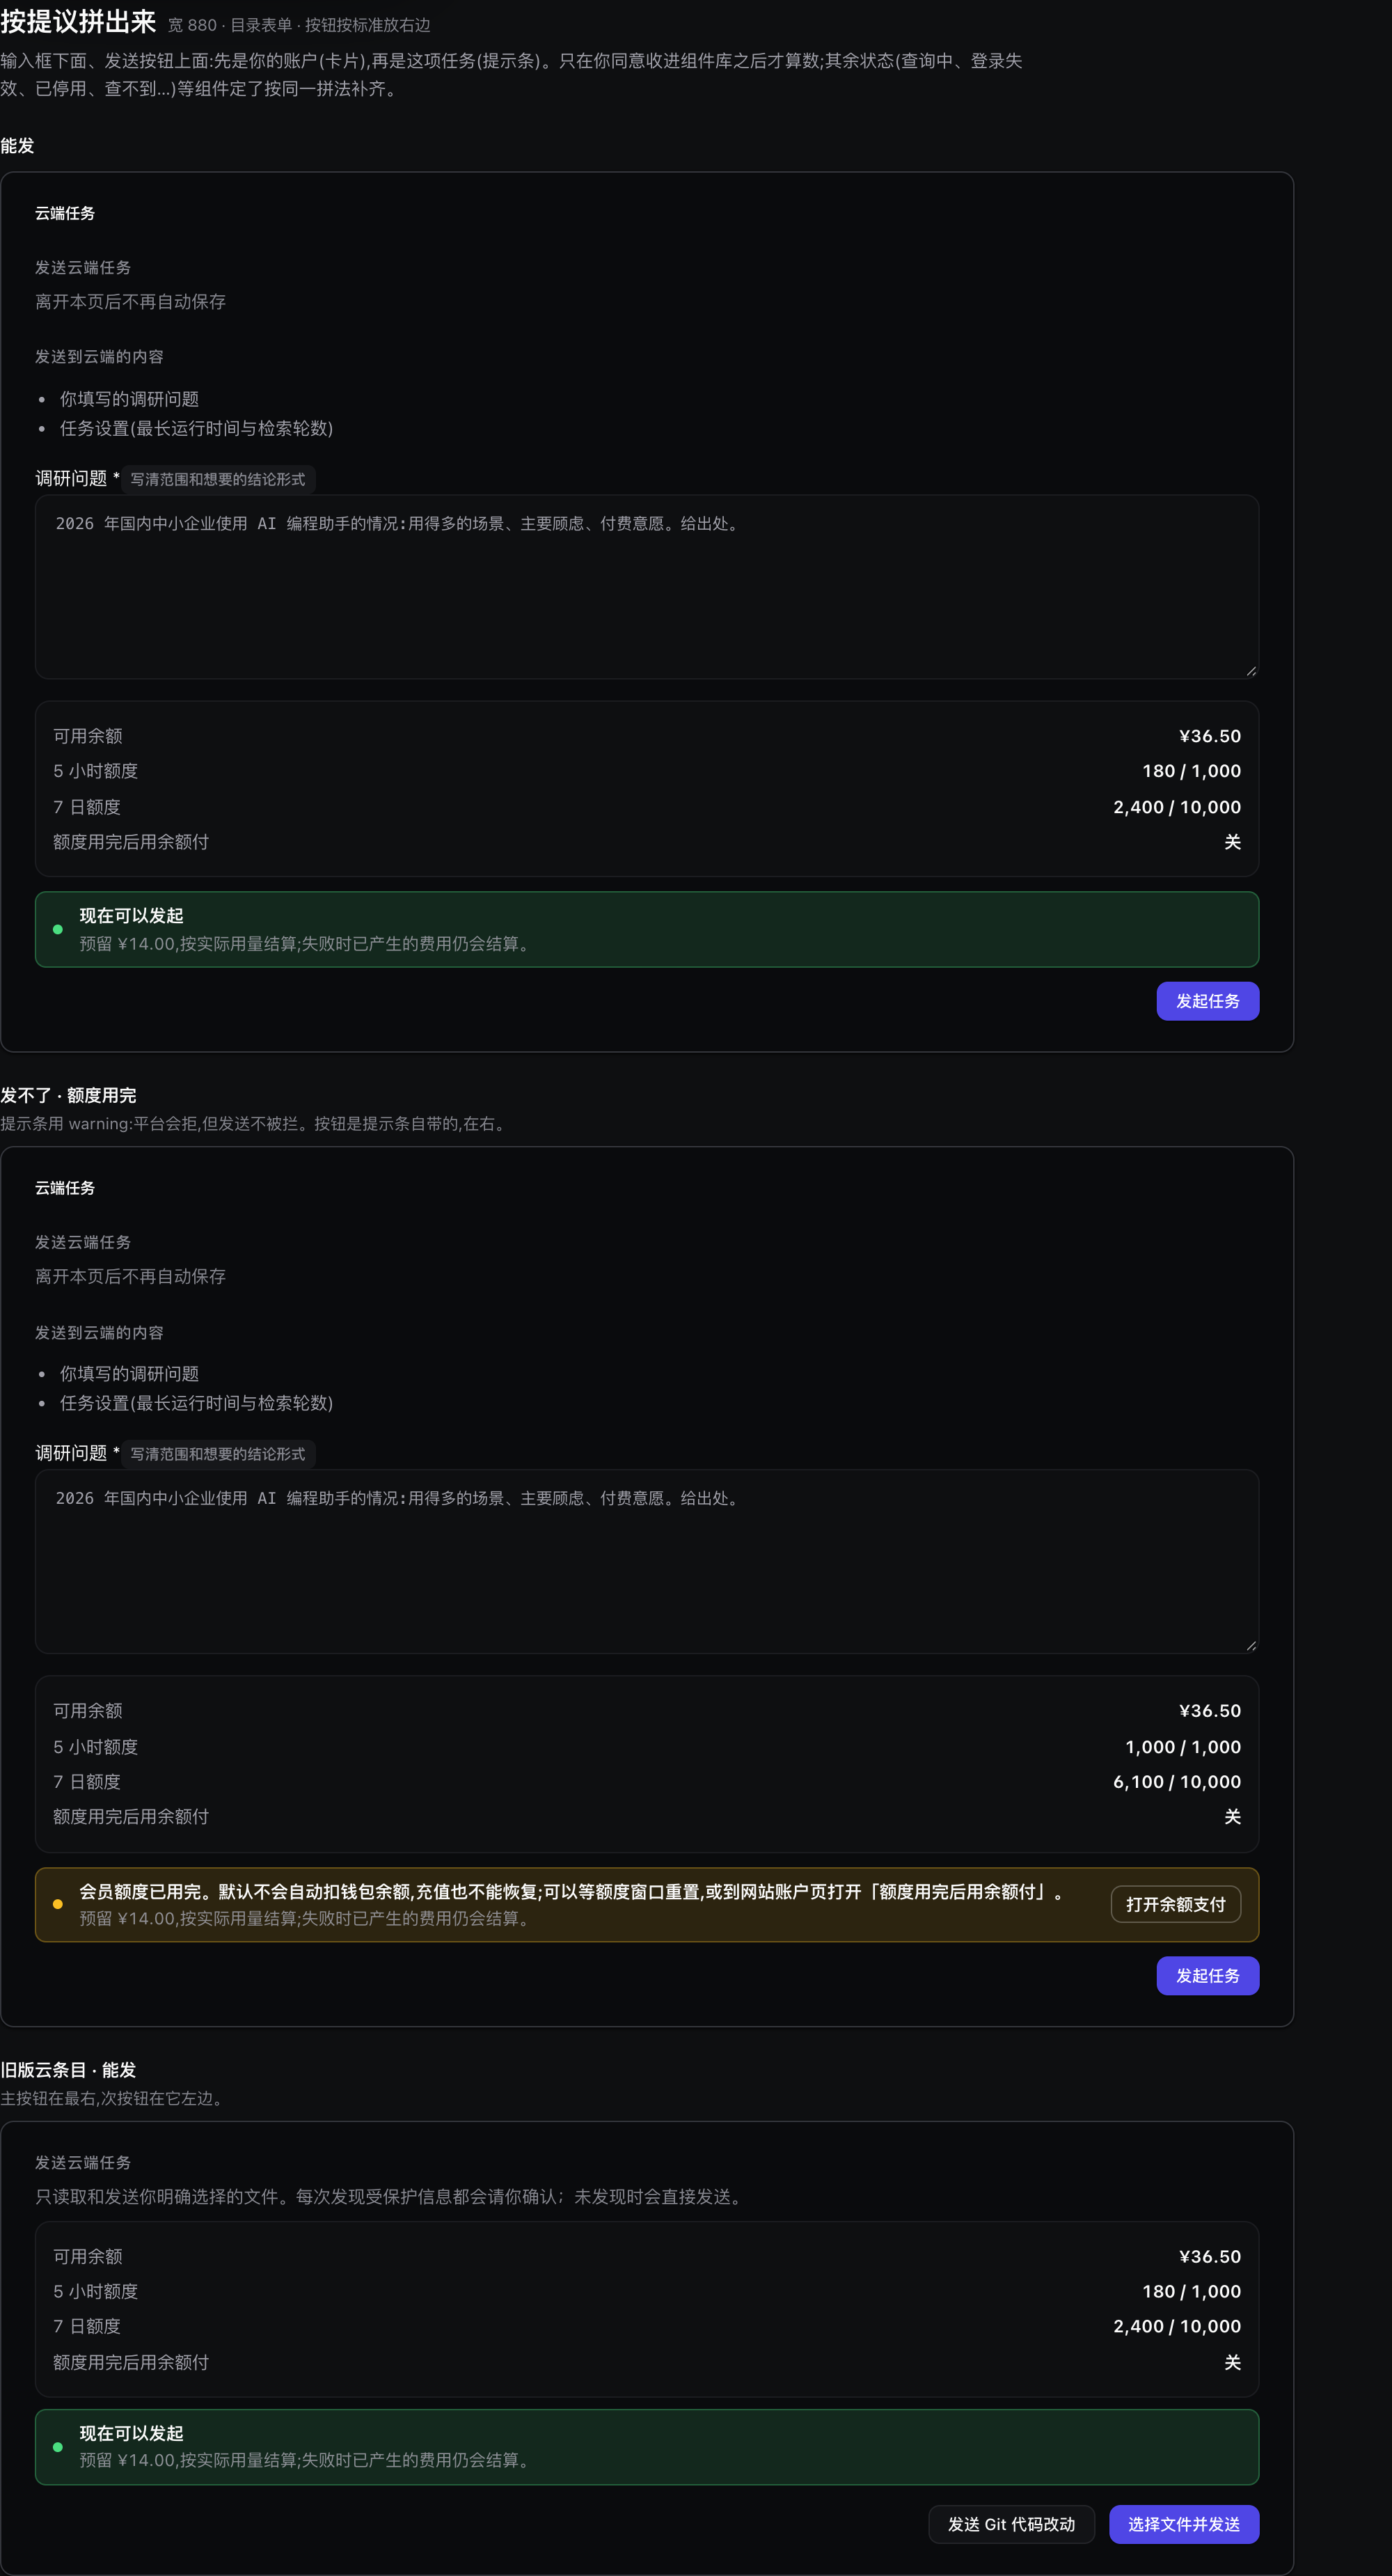 按提议拼出来 宽 880 · 目录表单 · 按钮按标准放右边
输入框下面、发送按钮上面:先是你的账户(卡片),再是这项任务(提示条)。只在你同意收进组件库之后才算数;其余状态(查询中、登录失
效、已停用、查不到...)等组件定了按同一拼法补齐。
能发
云端任务
发送云端任务
离开本页后不再自动保存
发送到云端的内容
• 你填写的调研问题
• 任务设置(最长运行时间与检索轮数)
调研问题 * 写清范围和想要的结论形式
2026 年国内中小企业使用 AI 编程助手的情况:用得多的场景、主要顾虑、付费意愿。给出处。
可用余额 ¥36.50
5 小时额度 180 / 1,000
7 日额度 2,400 / 10,000
额度用完后用余额付 关
现在可以发起
预留 ¥14.00,按实际用量结算;失败时已产生的费用仍会结算。
发起任务
发不了 · 额度用完
提示条用 warning:平台会拒,但发送不被拦。按钮是提示条自带的,在右。
云端任务
发送云端任务
离开本页后不再自动保存
发送到云端的内容
• 你填写的调研问题
• 任务设置(最长运行时间与检索轮数)
调研问题 * 写清范围和想要的结论形式
2026 年国内中小企业使用 AI 编程助手的情况:用得多的场景、主要顾虑、付费意愿。给出处。
可用余额 ¥36.50
5 小时额度 1,000 / 1,000
7 日额度 6,100 / 10,000
额度用完后用余额付 关
会员额度已用完。默认不会自动扣钱包余额,充值也不能恢复;可以等额度窗口重置,或到网站账户页打开「额度用完后用余额付」。
预留 ¥14.00,按实际用量结算;失败时已产生的费用仍会结算。
打开余额支付
发起任务
旧版云条目 · 能发
主按钮在最右,次按钮在它左边。
发送云端任务
只读取和发送你明确选择的文件。每次发现受保护信息都会请你确认；未发现时会直接发送。
可用余额 ¥36.50
5 小时额度 180 / 1,000
7 日额度 2,400 / 10,000
额度用完后用余额付 关
现在可以发起
预留 ¥14.00,按实际用量结算;失败时已产生的费用仍会结算。
发送 Git 代码改动 选择文件并发送